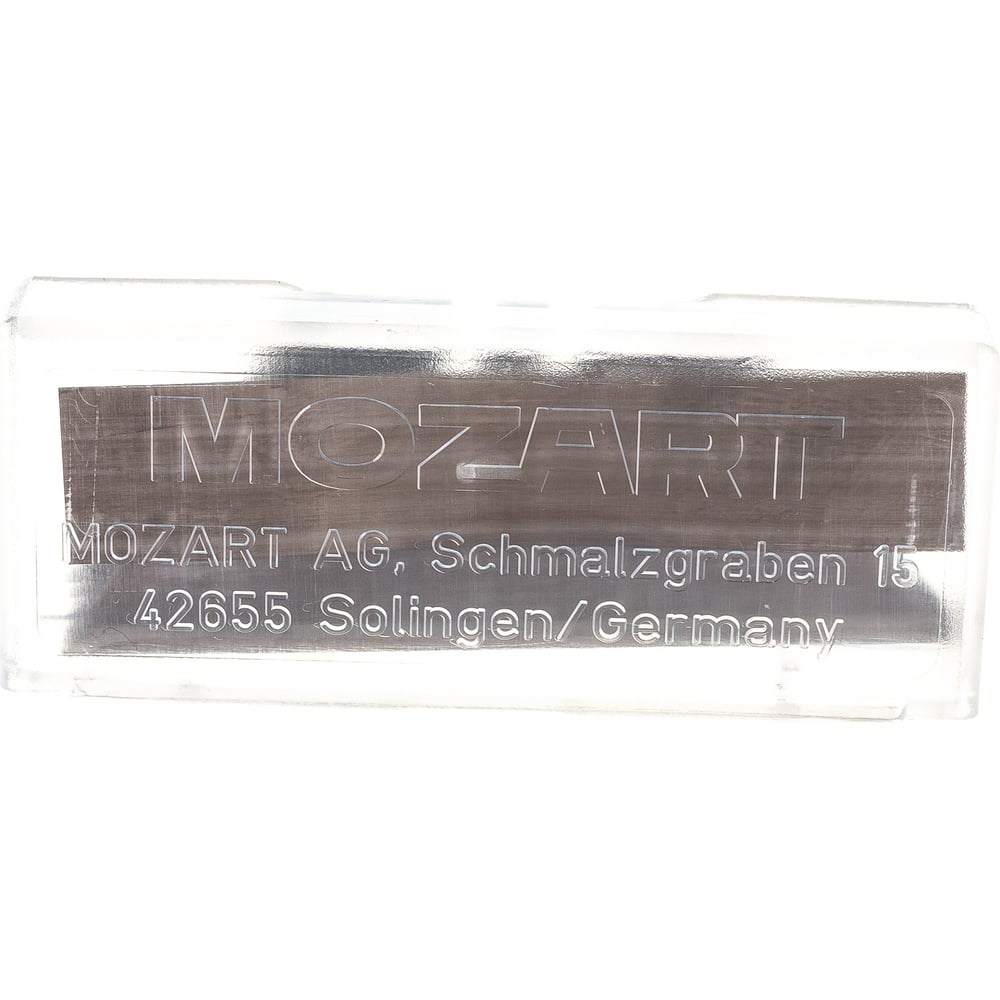 MOZART
MOZART AG, Schmalzgraben 15
42655 Solingen/Germany